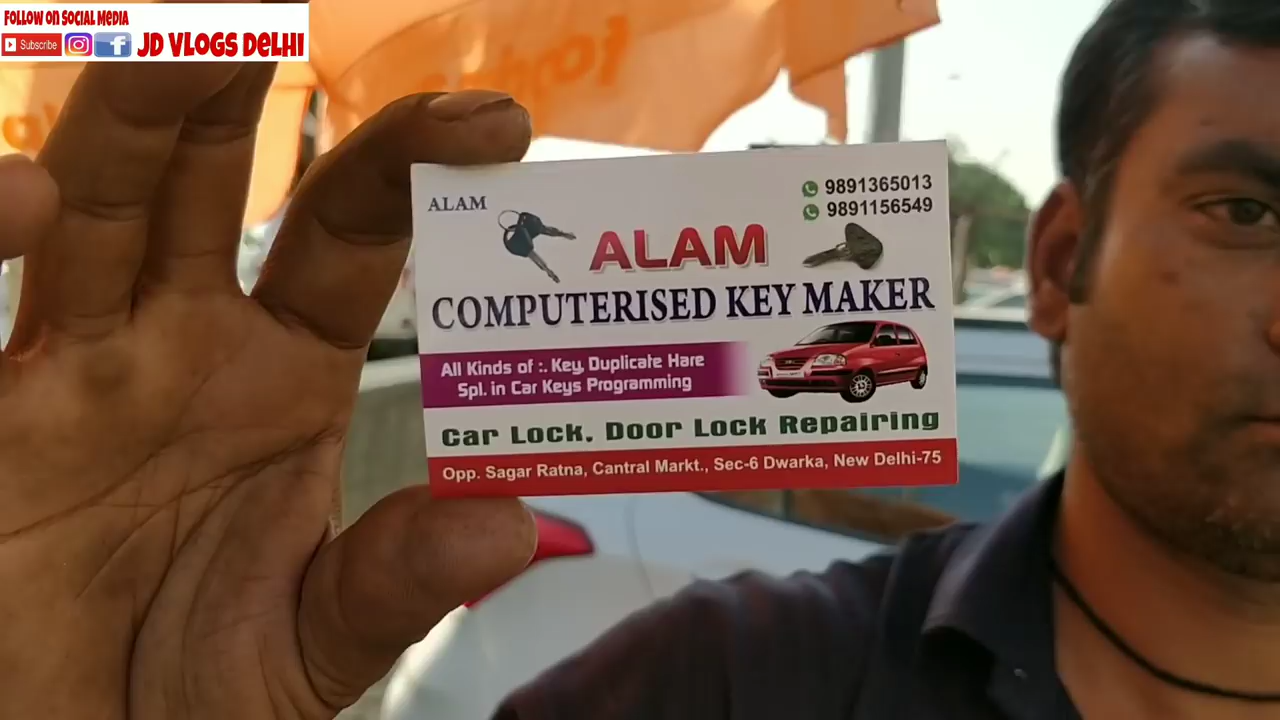 FOLLOW ON SOCIAL MEDIA
Subscribe
JD VLOGS DELHI
ALAM
9891365013
9891156549
ALAM
COMPUTERISED KEY MAKER
All Kinds of :. Key, Duplicate Hare
Spl. in Car Keys Programming
Car Lock. Door Lock Repairing
Opp. Sagar Ratna, Cantral Markt., Sec-6 Dwarka, New Delhi-75